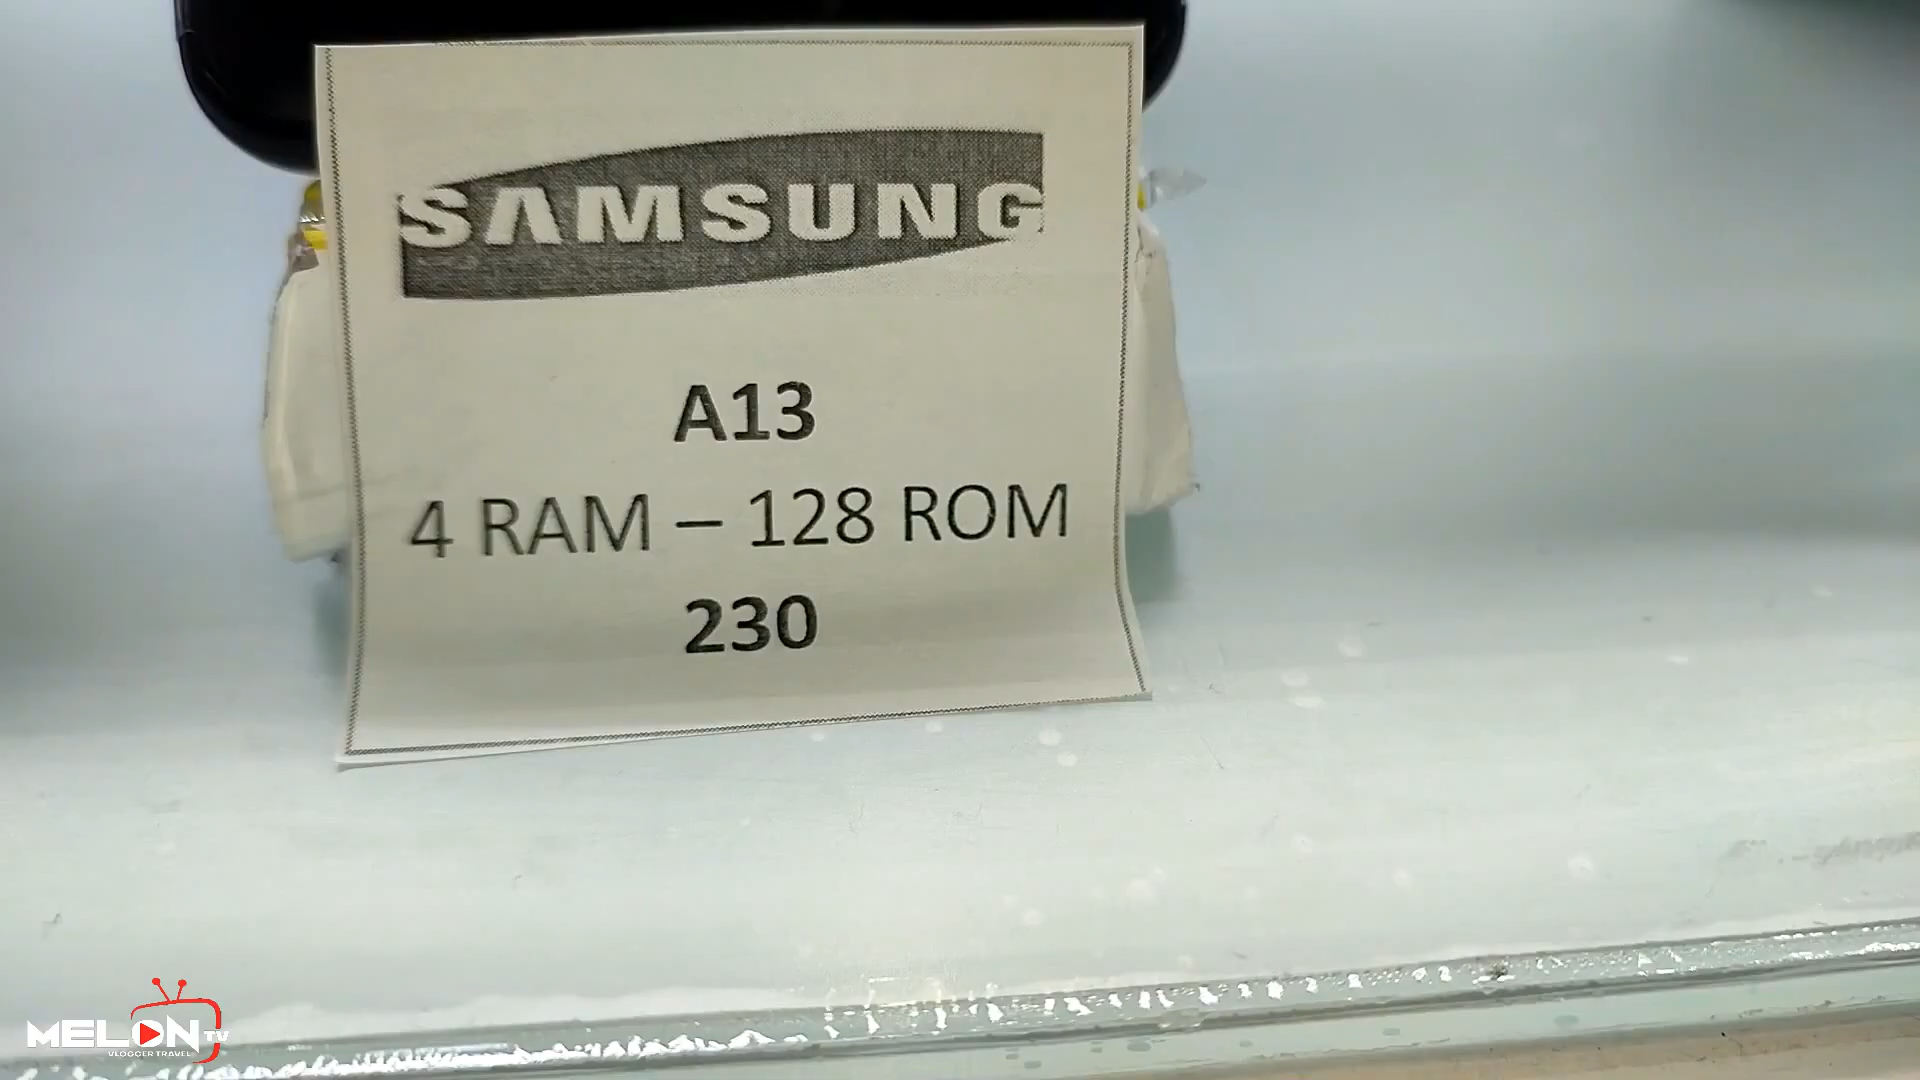 SAMSUNG
A13
4 RAM – 128 ROM
230
MELON TV
VLOGGER TRAVEL